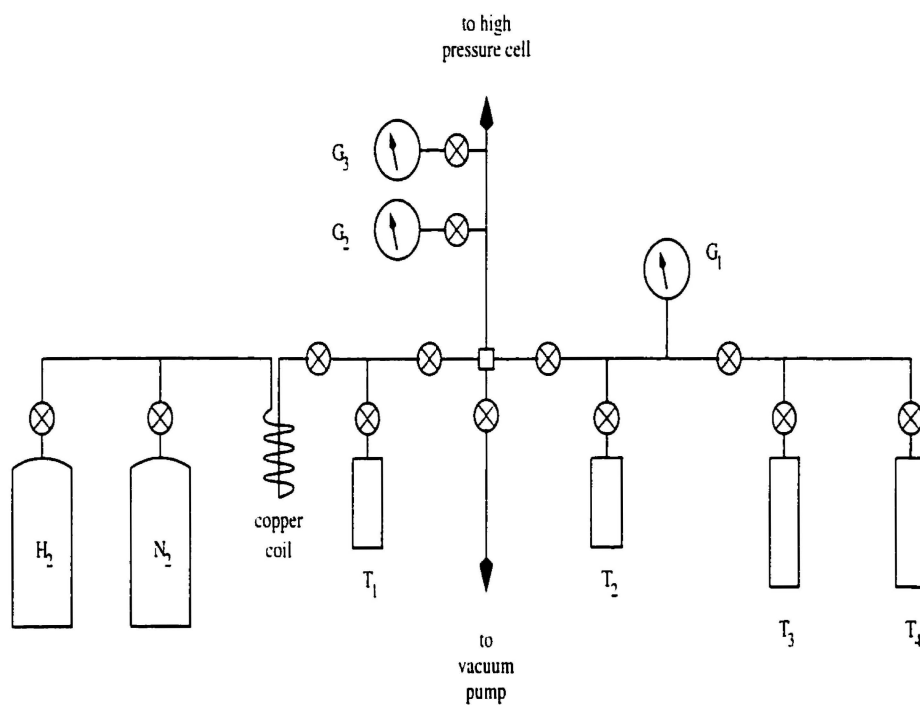 to high
pressure cell
G3
G2
G1
H2
N2
copper
coil
T1
T2
T3
T4
to
vacuum
pump